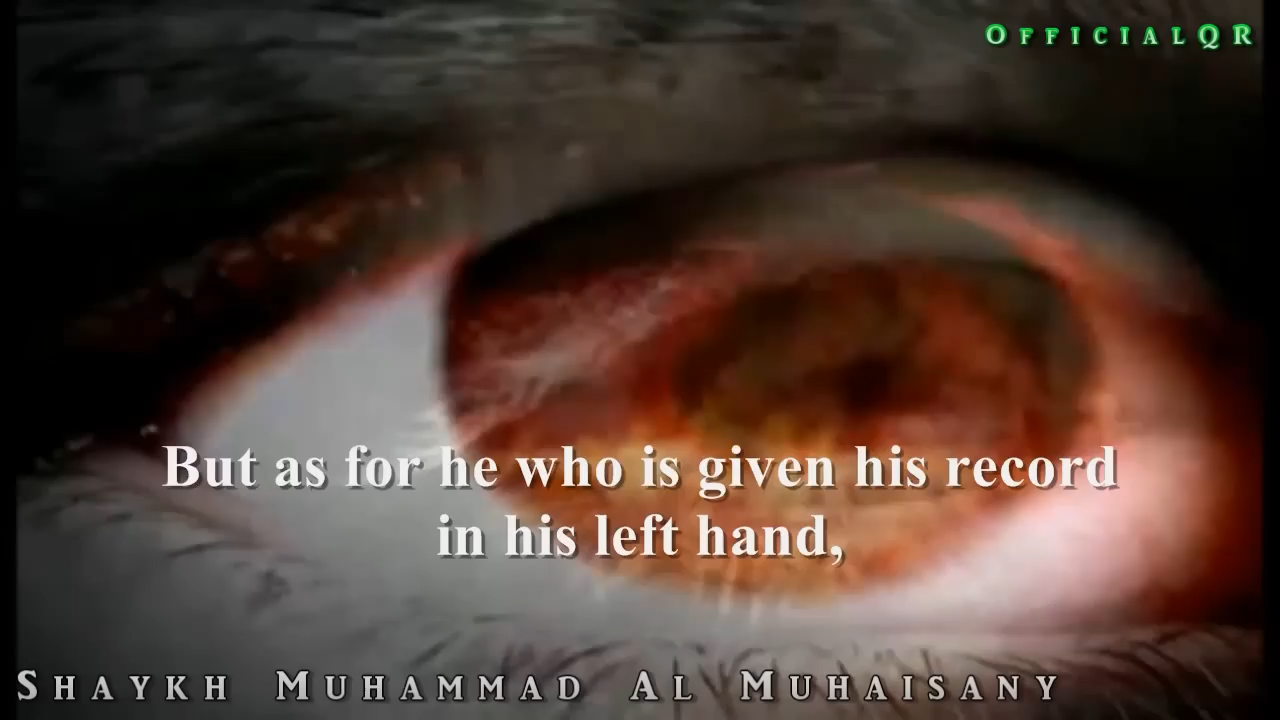 OFFICIALQR
But as for he who is given his record
in his left hand,
SHAYKH MUHAMMAD AL MUHAISANY